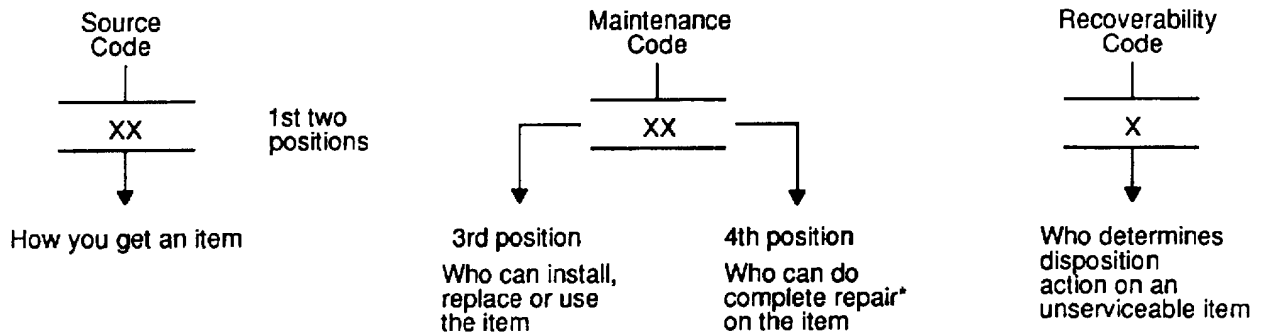 Source
Code
XX
1st two
positions
How you get an item
Maintenance
Code
XX
3rd position
Who can install,
replace or use
the item
4th position
Who can do
complete repair*
on the item
Recoverability
Code
X
Who determines
disposition
action on an
unserviceable item